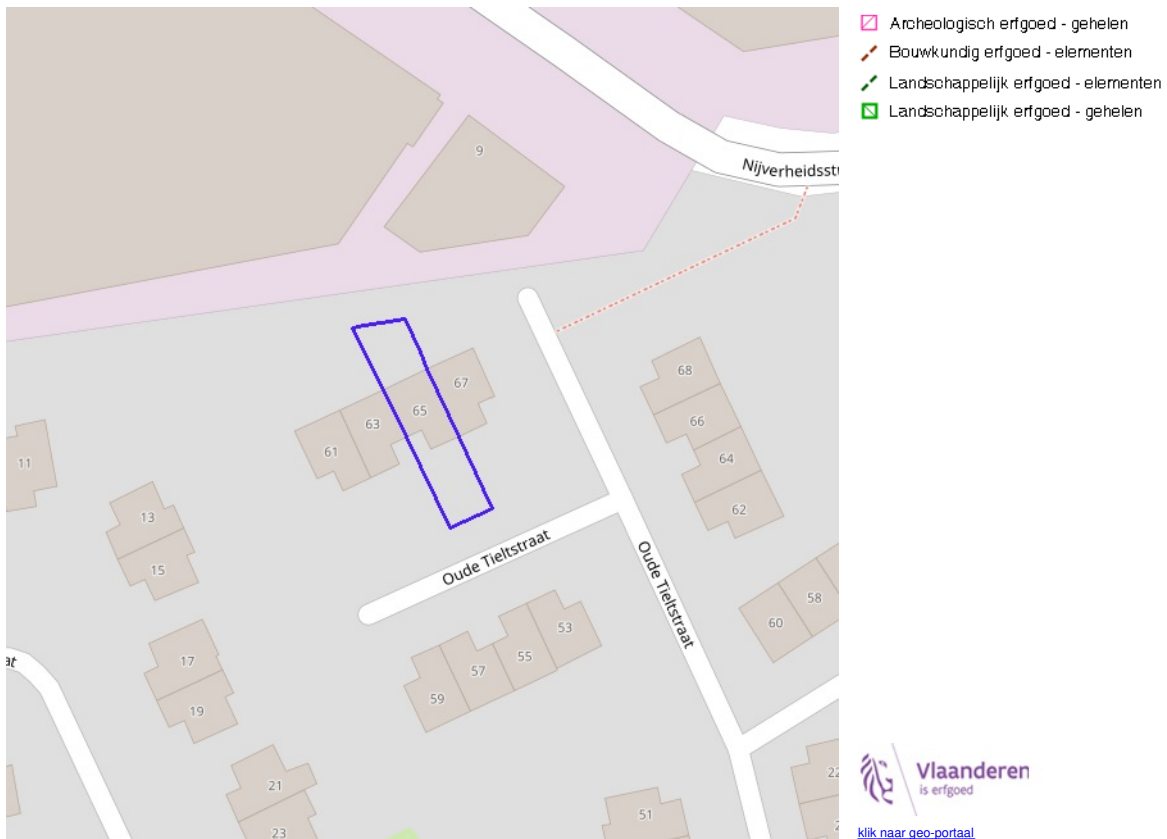 Archeologisch erfgoed - gehelen
Bouwkundig erfgoed - elementen
Landschappelijk erfgoed - elementen
Landschappelijk erfgoed - gehelen
9
Nijverheidsstr
67
65
63
61
68
66
64
62
11
13
15
Oude Tieltstraat
Oude Tieltstraat
58
60
53
55
57
59
17
19
at
21
23
51
22
Vlaanderen
is erfgoed
klik naar geo-portaal